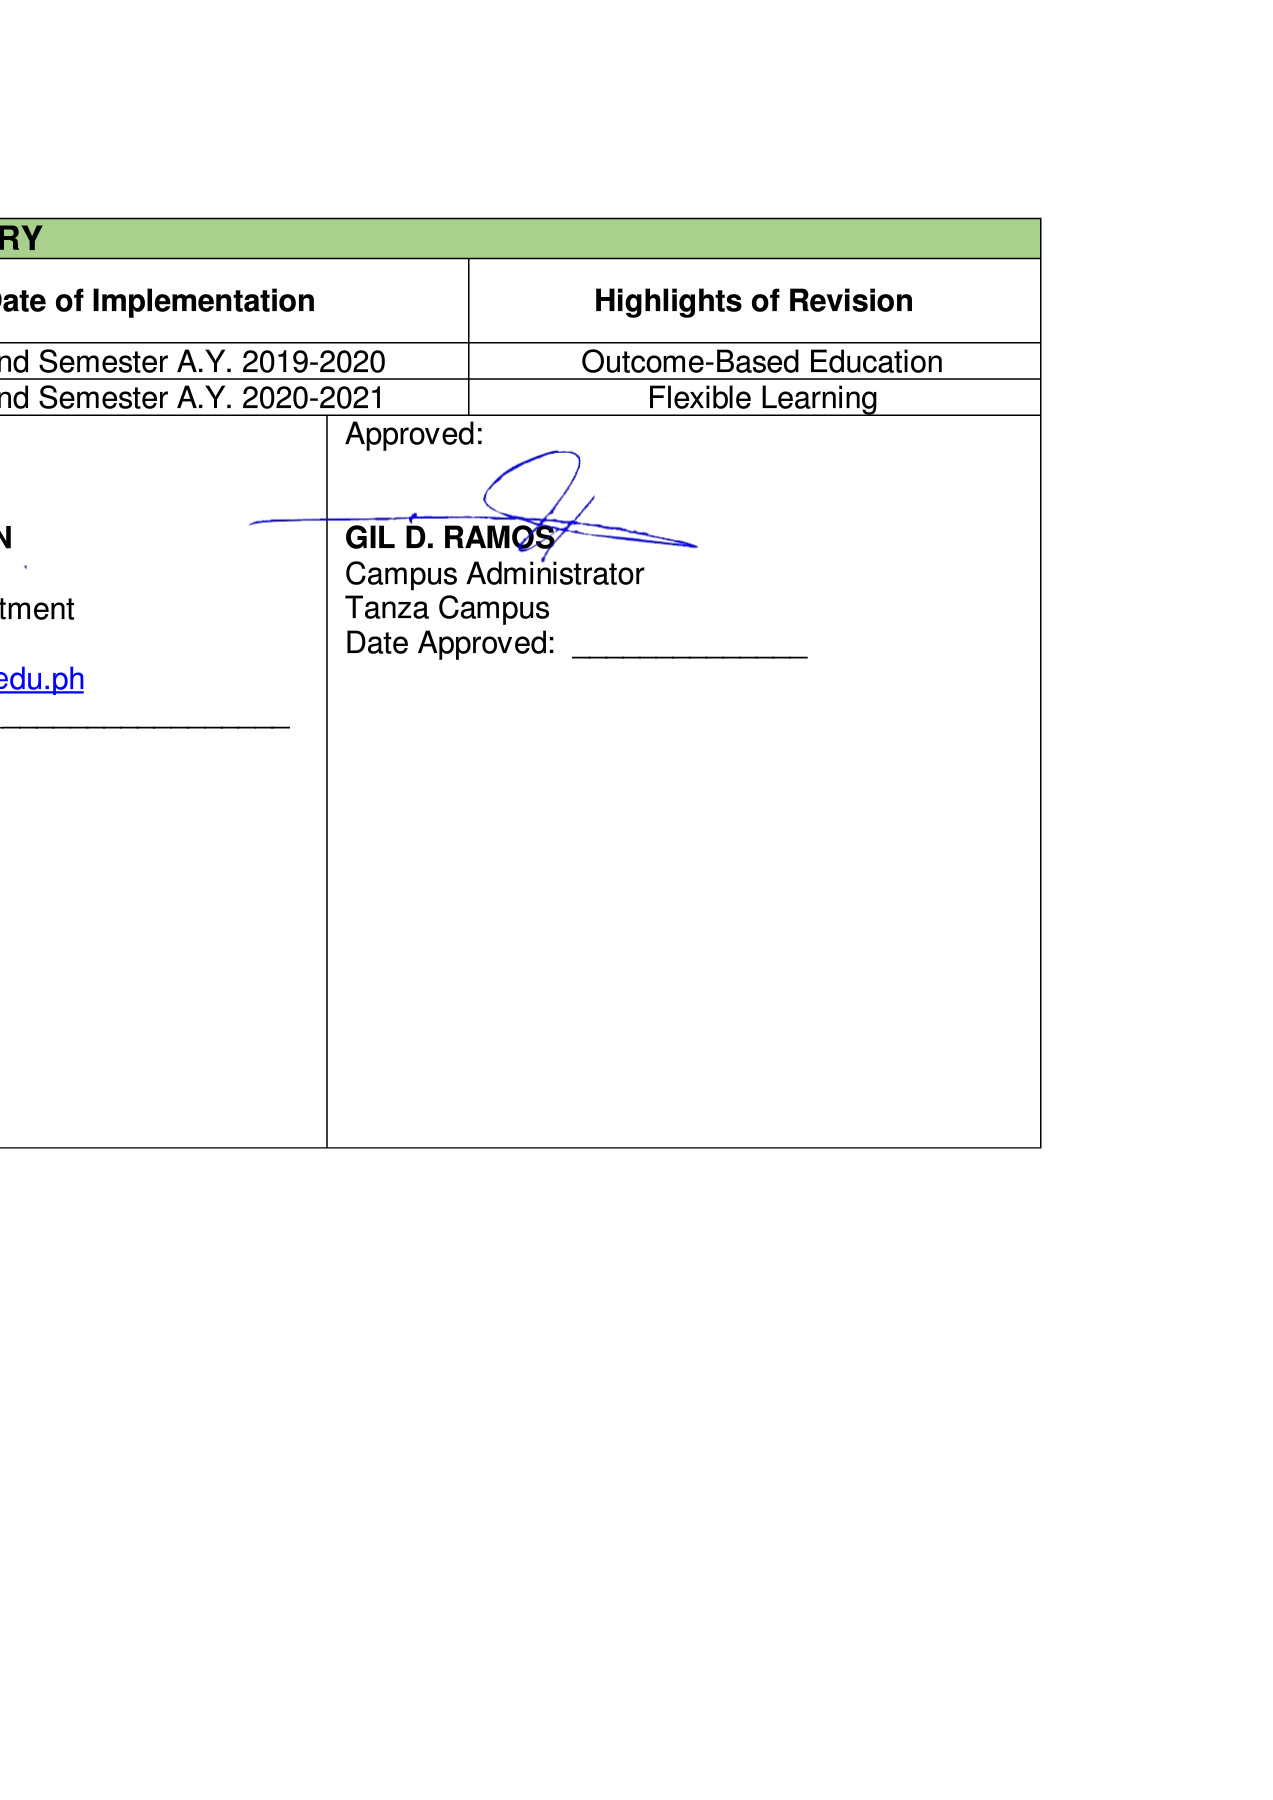 RY
ate of Implementation
Highlights of Revision
nd Semester A.Y. 2019-2020
Outcome-Based Education
nd Semester A.Y. 2020-2021
Flexible Learning
N
tment
edu.ph
__________________
Approved:
GIL D. RAMOS
Campus Administrator
Tanza Campus
Date Approved: ______________